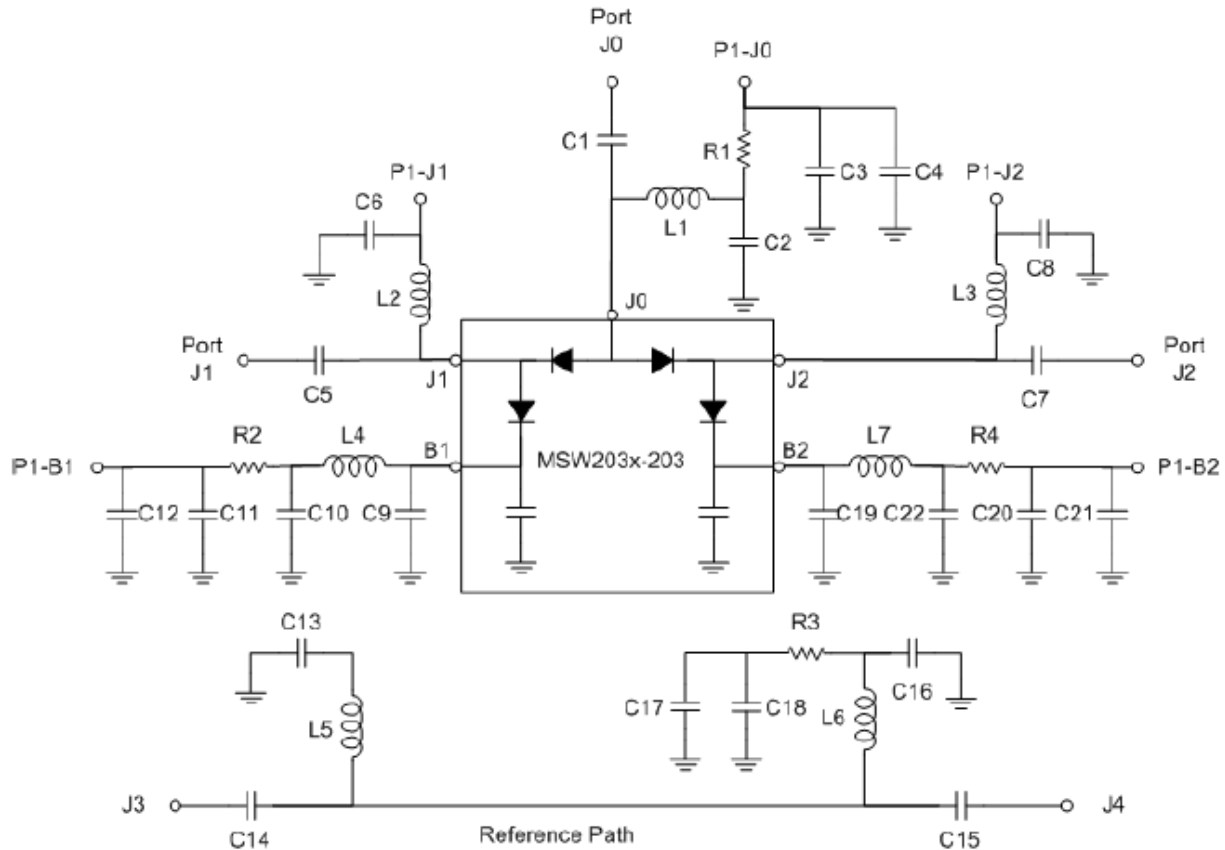 Port
J0
P1-J0
C1
R1
C3
C4
P1-J1
P1-J2
C6
L1
C2
C8
L2
L3
J0
Port
J1
C5
J1
J2
C7
Port
J2
P1-B1
R2
L4
B1
MSW203x-203
B2
L7
R4
P1-B2
C12
C11
C10
C9
C19
C22
C20
C21
C13
R3
C16
L5
C17
C18
L6
J3
C14
Reference Path
C15
J4